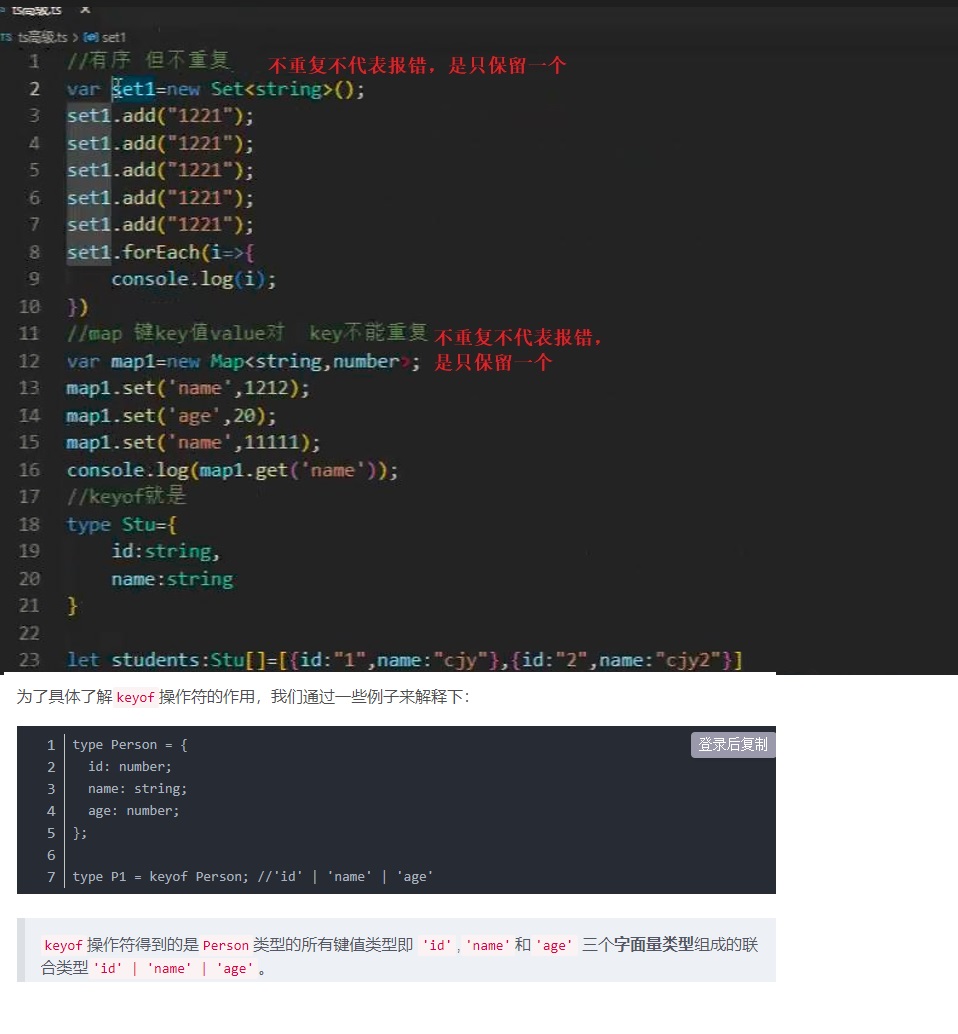 ts高级.ts ×
TS ts高级.ts > set1
1 //有序 但不重复 不重复不代表报错，是只保留一个
2 var set1=new Set<string>();
3 set1.add("1221");
4 set1.add("1221");
5 set1.add("1221");
6 set1.add("1221");
7 set1.add("1221");
8 set1.forEach(i=>{
9 console.log(i);
10 })
11 //map 键key值value对 key不能重复 不重复不代表报错，
12 var map1=new Map<string,number>; 是只保留一个
13 map1.set('name',1212);
14 map1.set('age',20);
15 map1.set('name',11111);
16 console.log(map1.get('name'));
17 //keyof就是
18 type Stu={
19 id:string,
20 name:string
21 }
22
23 let students:Stu[]=[{id:"1",name:"cjy"},{id:"2",name:"cjy2"}]
为了具体了解 keyof 操作符的作用，我们通过一些例子来解释下：
登录后复制
1 type Person = {
2 id: number;
3 name: string;
4 age: number;
5 };
6
7 type P1 = keyof Person; //'id' | 'name' | 'age'
keyof 操作符得到的是 Person 类型的所有键值类型即 'id' , 'name' 和 'age' 三个字面量类型组成的联
合类型 'id' | 'name' | 'age' 。